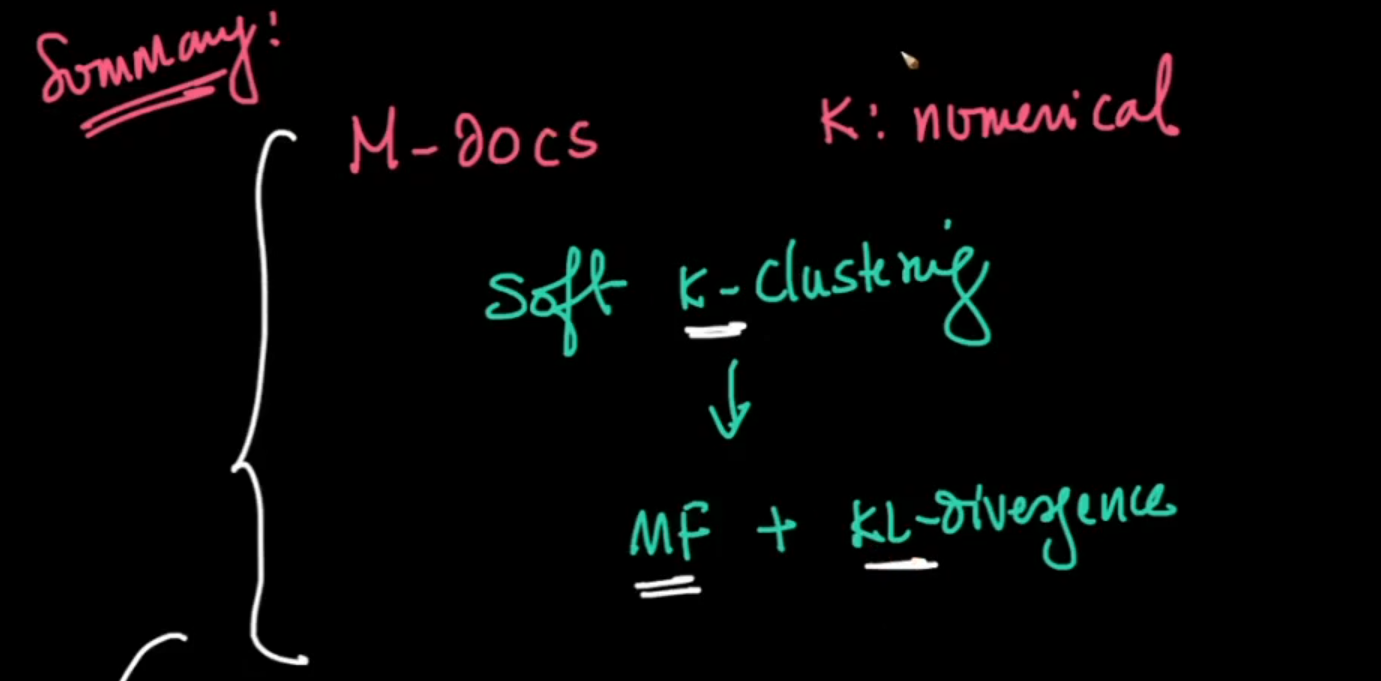 Summary:
M-docs K: numerical
Soft K-Clustering
↓
MF + KL-divergence